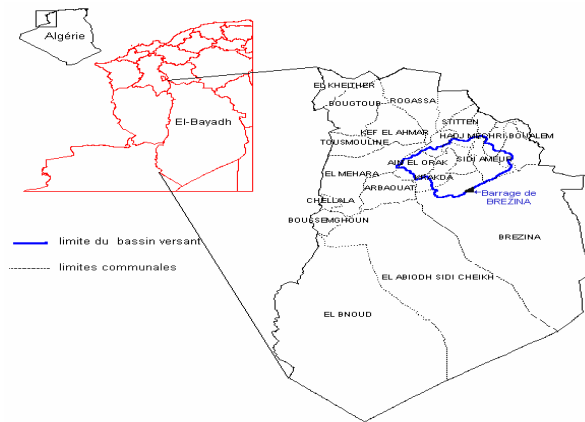 Algérie
El-Bayadh
EL KHEITHER
BOUGTOUB
ROGASSA
STITTEN
KEF EL AHMAR
HADJ MECHRI
BOUALEM
TOUSMOULINE
AIN EL ORAK
SIDI AMEUR
EL MEHARA
ARBAOUAT
Barrage de
BREZINA
CHELLALA
BOUSSEMGHOUN
BREZINA
limite du bassin versant
limites communales
EL ABIODH SIDI CHEIKH
EL BNOUD